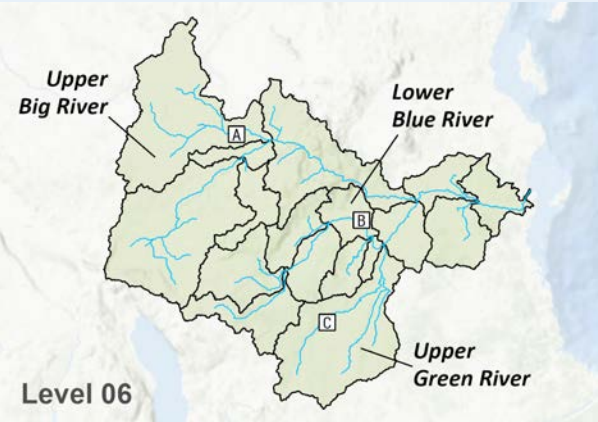 Upper
Big River
Lower
Blue River
A
B
C
Upper
Green River
Level 06